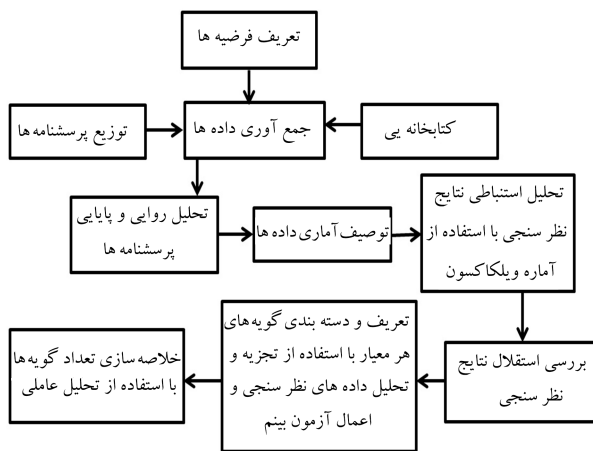 تعریف فرضیه ها
توزیع پرسشنامه ها
جمع آوری داده ها
کتابخانه یی
تحلیل روایی و پایایی
پرسشنامه ها
توصیف آماری داده ها
تحلیل استنباطی نتایج
نظر سنجی با استفاده از
آماره ویلکاکسون
بررسی استقلال نتایج
نظر سنجی
تعریف و دسته بندی گویه‌های
هر معیار با استفاده از تجزیه و
تحلیل داده های نظر سنجی و
اعمال آزمون بینم
خلاصه سازی تعداد گویه‌ها
با استفاده از تحلیل عاملی